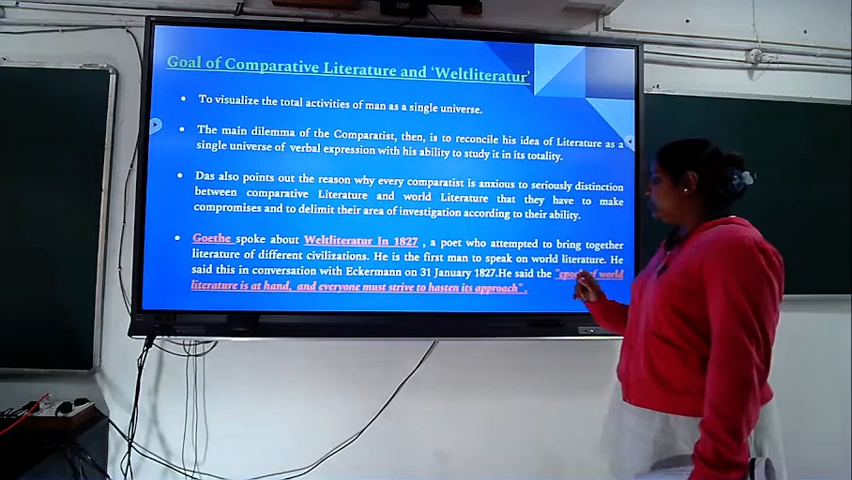 Goal of Comparative Literature and ‘Weltliteratur’
To visualize the total activities of man as a single universe.
The main dilemma of the Comparatist, then, is to reconcile his idea of Literature as a
single universe of verbal expression with his ability to study it in its totality.
Das also points out the reason why every comparatist is anxious to seriously distinction
between comparative Literature and world Literature that they have to make
compromises and to delimit their area of investigation according to their ability.
Goethe spoke about Weltliteratur In 1827 , a poet who attempted to bring together
literature of different civilizations. He is the first man to speak on world literature. He
said this in conversation with Eckermann on 31 January 1827.He said the "epoch of world
literature is at hand, and everyone must strive to hasten its approach" .